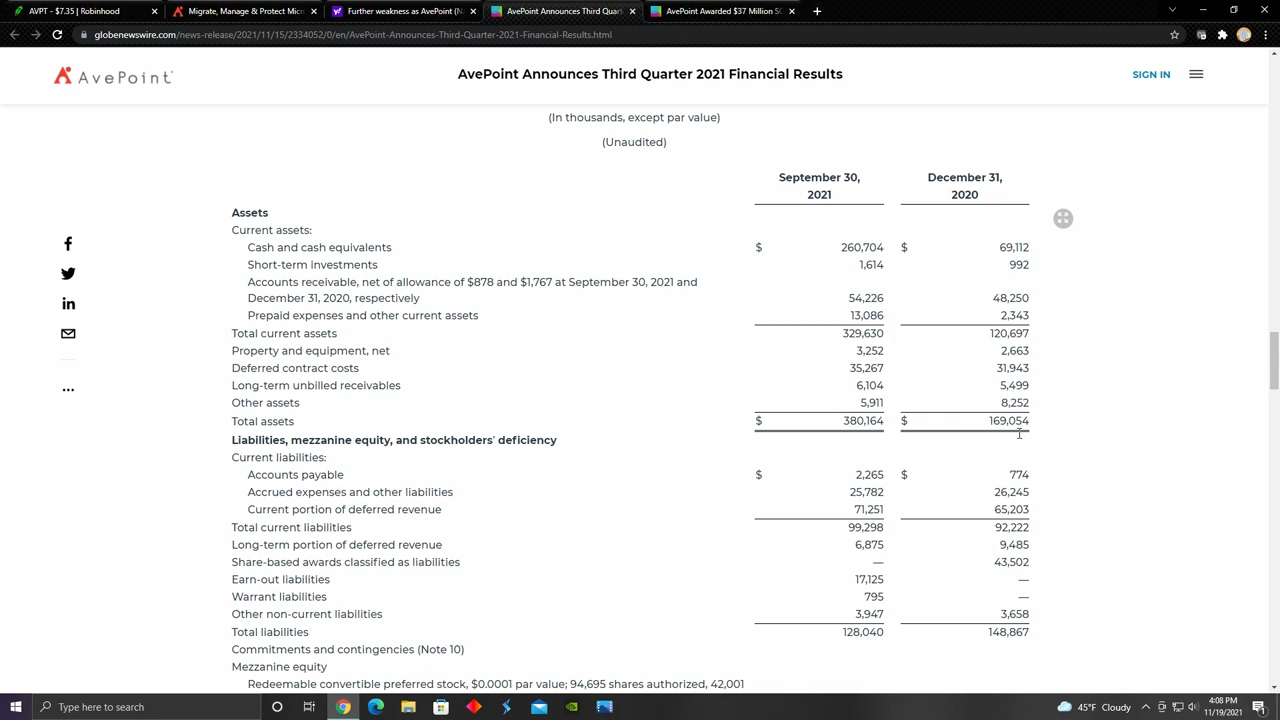 AVPT - $7.35 | Robinhood
Migrate, Manage & Protect Micr
Further weakness as AvePoint (N
AvePoint Announces Third Quart
AvePoint Awarded $37 Million S
globenewswire.com/news-release/2021/11/15/2334052/0/en/AvePoint-Announces-Third-Quarter-2021-Financial-Results.html
AvePoint
AvePoint Announces Third Quarter 2021 Financial Results
SIGN IN
(In thousands, except par value)
(Unaudited)
September 30, December 31,
2021 2020
Assets
Current assets:
Cash and cash equivalents $ 260,704 $ 69,112
Short-term investments 1,614 992
Accounts receivable, net of allowance of $878 and $1,767 at September 30, 2021 and
December 31, 2020, respectively 54,226 48,250
Prepaid expenses and other current assets 13,086 2,343
Total current assets 329,630 120,697
Property and equipment, net 3,252 2,663
Deferred contract costs 35,267 31,943
Long-term unbilled receivables 6,104 5,499
Other assets 5,911 8,252
Total assets $ 380,164 $ 169,054
Liabilities, mezzanine equity, and stockholders' deficiency
Current liabilities:
Accounts payable $ 2,265 $ 774
Accrued expenses and other liabilities 25,782 26,245
Current portion of deferred revenue 71,251 65,203
Total current liabilities 99,298 92,222
Long-term portion of deferred revenue 6,875 9,485
Share-based awards classified as liabilities — 43,502
Earn-out liabilities 17,125 —
Warrant liabilities 795 —
Other non-current liabilities 3,947 3,658
Total liabilities 128,040 148,867
Commitments and contingencies (Note 10)
Mezzanine equity
Redeemable convertible preferred stock, $0.0001 par value; 94,695 shares authorized, 42,001
Type here to search
45°F Cloudy
4:08 PM
11/19/2021